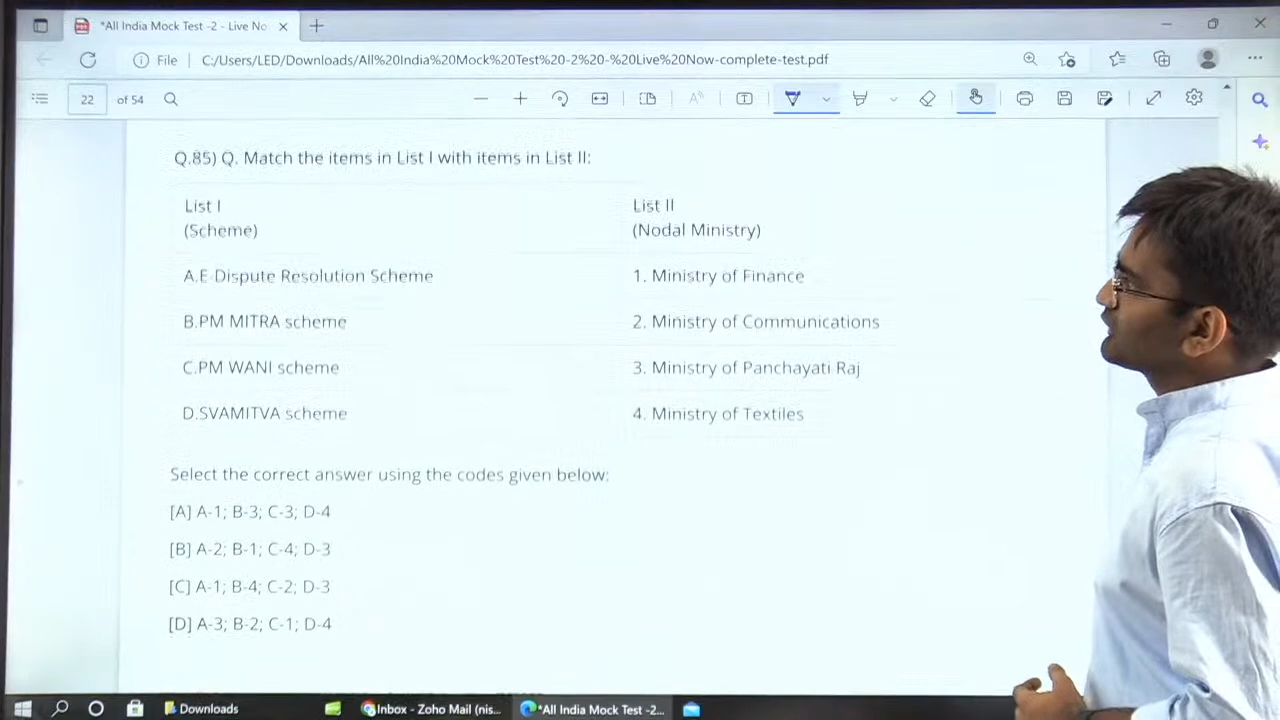 *All India Mock Test -2 - Live No
File
C:/Users/LED/Downloads/All%20India%20Mock%20Test%20-2%20-%20Live%20Now-complete-test.pdf
22 of 54
Q.85) Q. Match the items in List I with items in List II:
List I
(Scheme)
List II
(Nodal Ministry)
A.E Dispute Resolution Scheme
1. Ministry of Finance
B.PM MITRA scheme
2. Ministry of Communications
C.PM WANI scheme
3. Ministry of Panchayati Raj
D.SVAMITVA scheme
4. Ministry of Textiles
Select the correct answer using the codes given below:
[A] A-1; B-3; C-3; D-4
[B] A-2; B-1; C-4; D-3
[C] A-1; B-4; C-2; D-3
[D] A-3; B-2; C-1; D-4
Downloads
Inbox - Zoho Mail (nis...
*All India Mock Test -2...